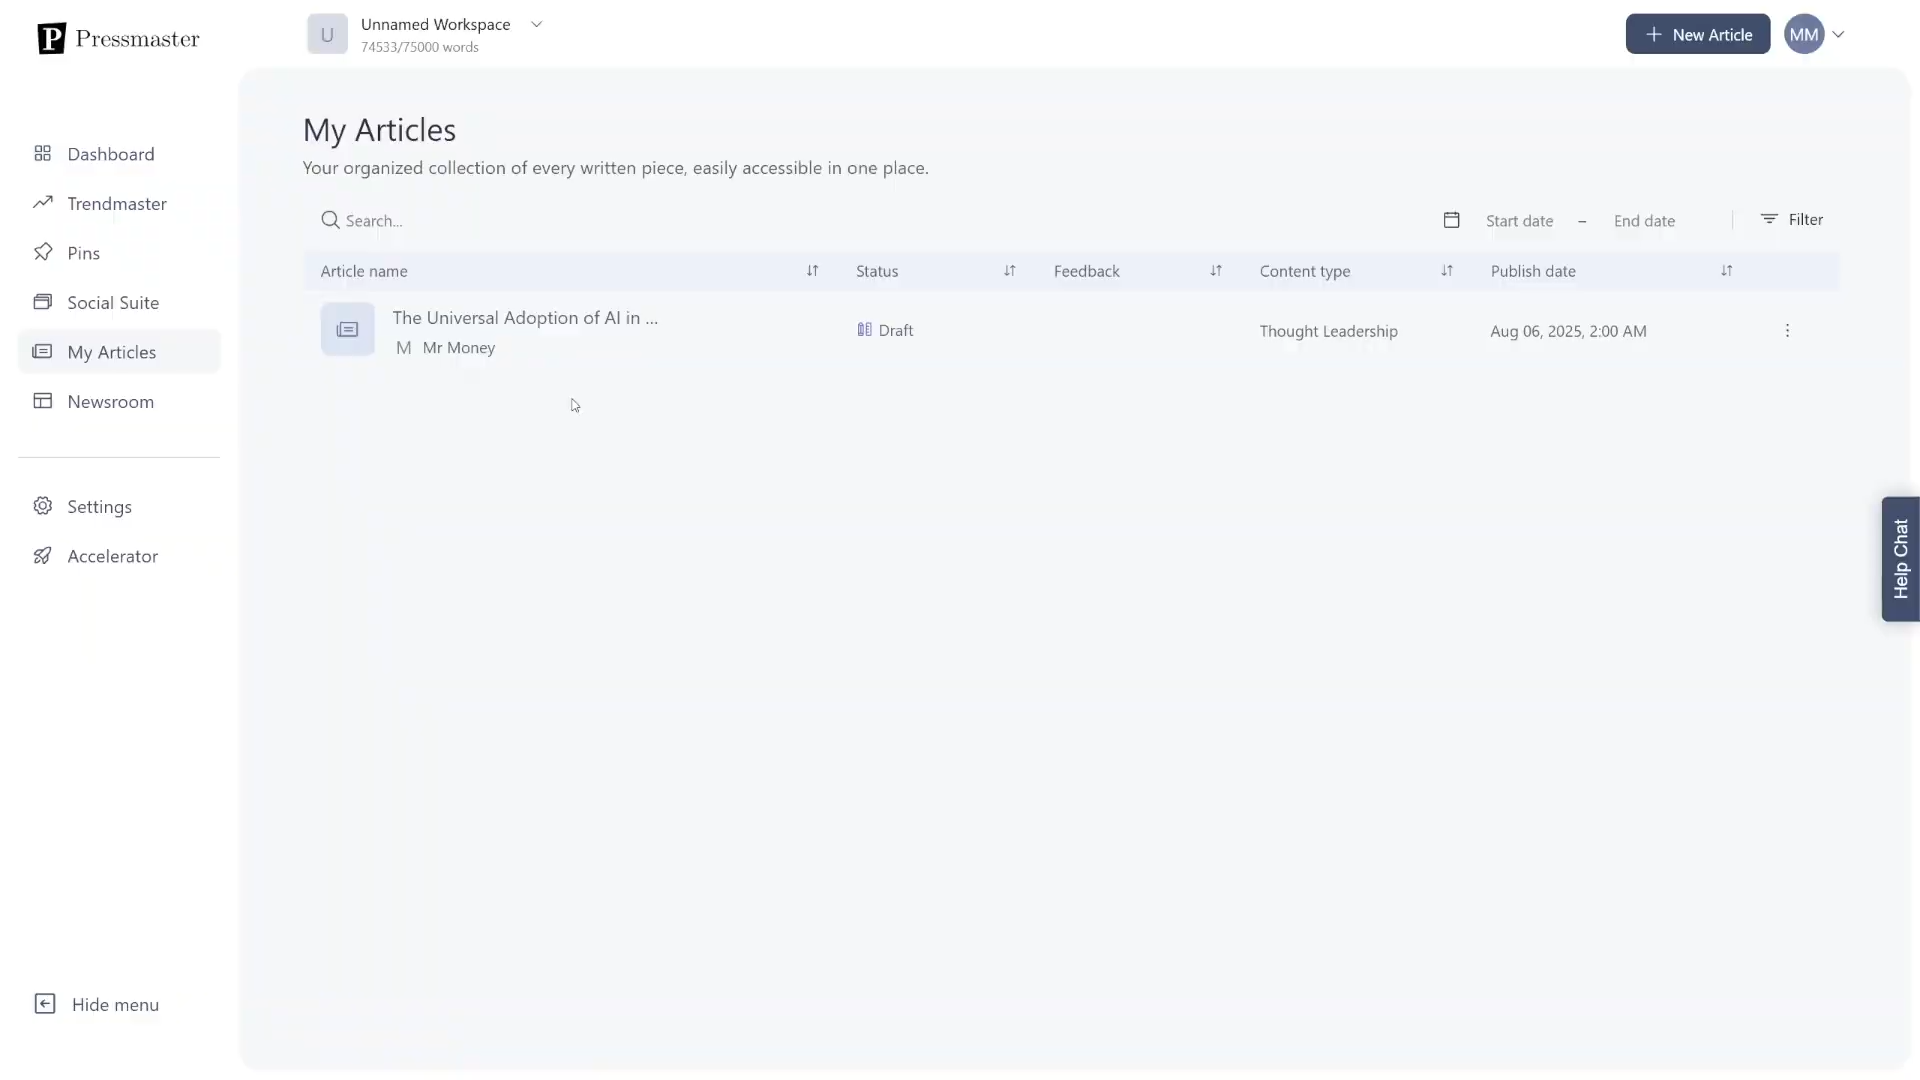 P Pressmaster
U
Unnamed Workspace
74533/75000 words
New Article
MM
Dashboard
Trendmaster
Pins
Social Suite
My Articles
Newsroom
Settings
Accelerator
Hide menu
My Articles
Your organized collection of every written piece, easily accessible in one place.
Search...
Start date – End date
Filter
Article name Status Feedback Content type Publish date
The Universal Adoption of AI in ...
M Mr Money
Draft
Thought Leadership
Aug 06, 2025, 2:00 AM
Help Chat